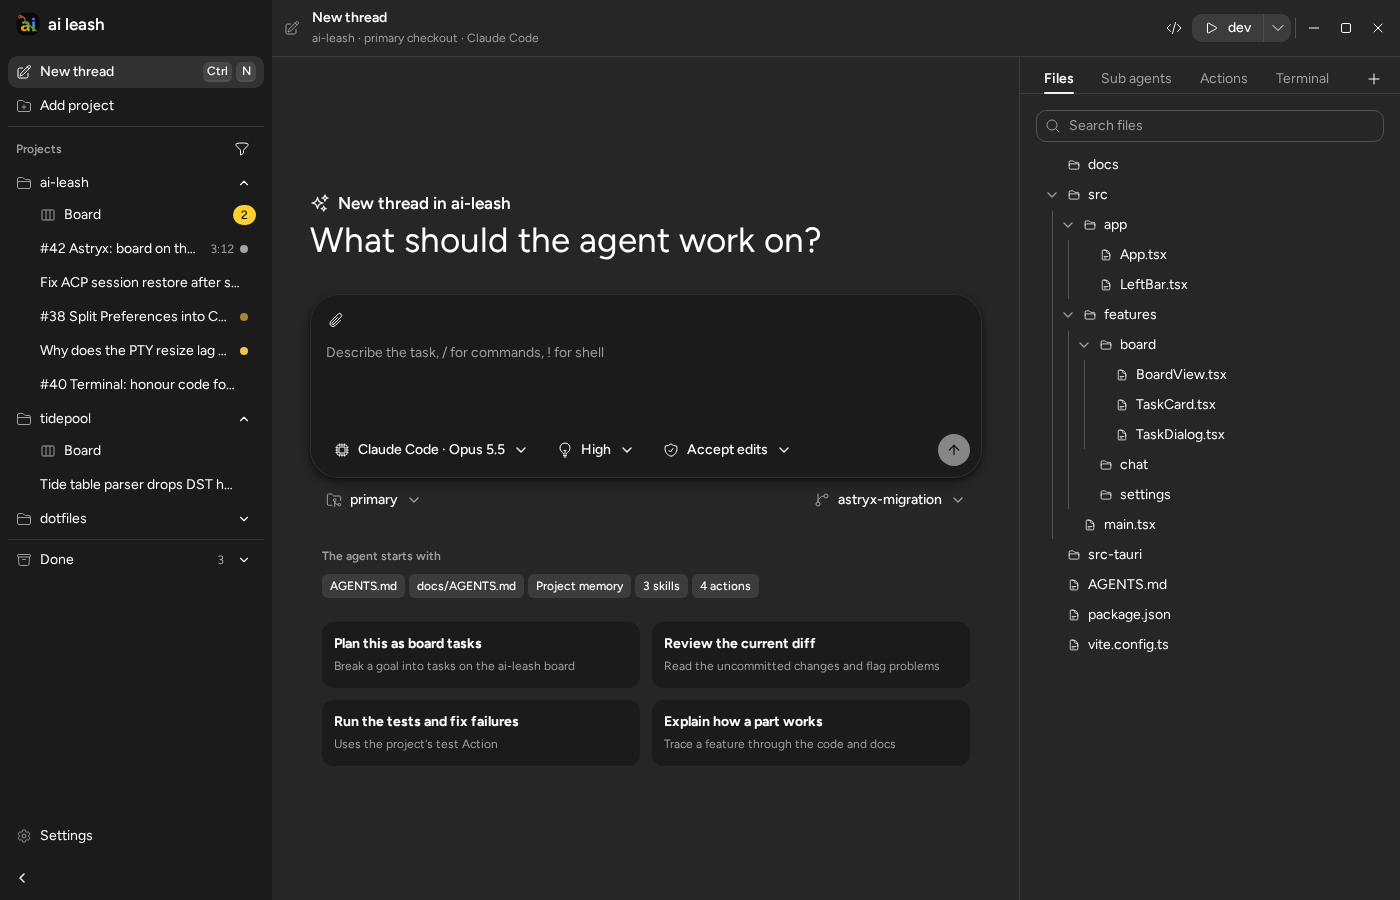 ai ai leash
New thread Ctrl N
Add project
Projects
ai-leash
Board 2
#42 Astryx: board on th... 3:12
Fix ACP session restore after s...
#38 Split Preferences into C...
Why does the PTY resize lag ...
#40 Terminal: honour code fo...
tidepool
Board
Tide table parser drops DST h...
dotfiles
Done 3
Settings
New thread
ai-leash · primary checkout · Claude Code
dev
New thread in ai-leash
What should the agent work on?
Describe the task, / for commands, ! for shell
Claude Code · Opus 5.5 High Accept edits
primary astryx-migration
The agent starts with
AGENTS.md docs/AGENTS.md Project memory 3 skills 4 actions
Plan this as board tasks
Break a goal into tasks on the ai-leash board
Review the current diff
Read the uncommitted changes and flag problems
Run the tests and fix failures
Uses the project's test Action
Explain how a part works
Trace a feature through the code and docs
Files Sub agents Actions Terminal
Search files
docs
src
app
App.tsx
LeftBar.tsx
features
board
BoardView.tsx
TaskCard.tsx
TaskDialog.tsx
chat
settings
main.tsx
src-tauri
AGENTS.md
package.json
vite.config.ts